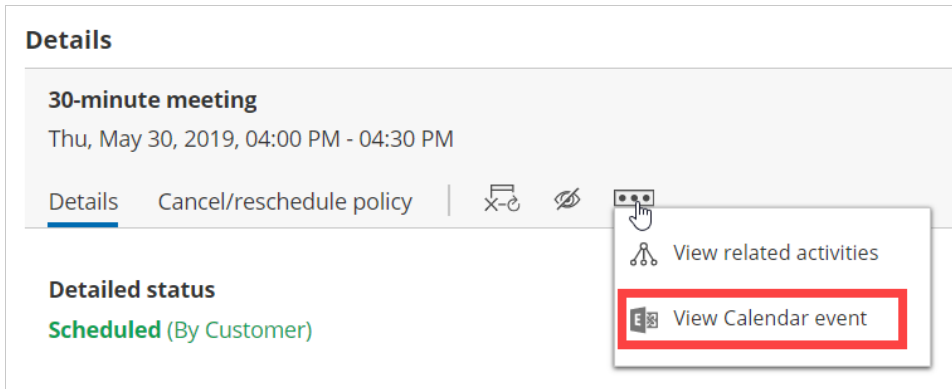 Details
30-minute meeting
Thu, May 30, 2019, 04:00 PM - 04:30 PM
Details Cancel/reschedule policy
View related activities
View Calendar event
Detailed status
Scheduled (By Customer)